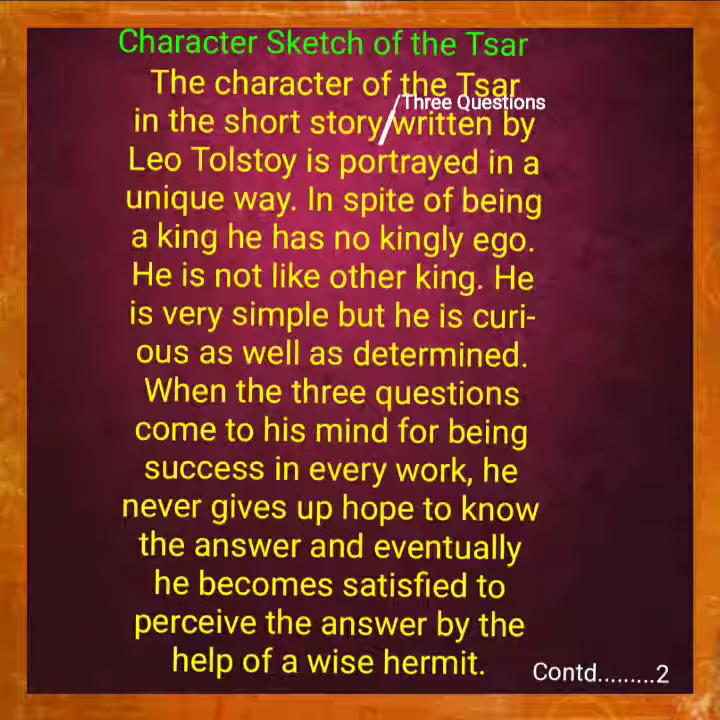 Character Sketch of the Tsar
The character of the Tsar
Three Questions
in the short story/written by
Leo Tolstoy is portrayed in a
unique way. In spite of being
a king he has no kingly ego.
He is not like other king. He
is very simple but he is curi-
ous as well as determined.
When the three questions
come to his mind for being
success in every work, he
never gives up hope to know
the answer and eventually
he becomes satisfied to
perceive the answer by the
help of a wise hermit.
Contd.........2